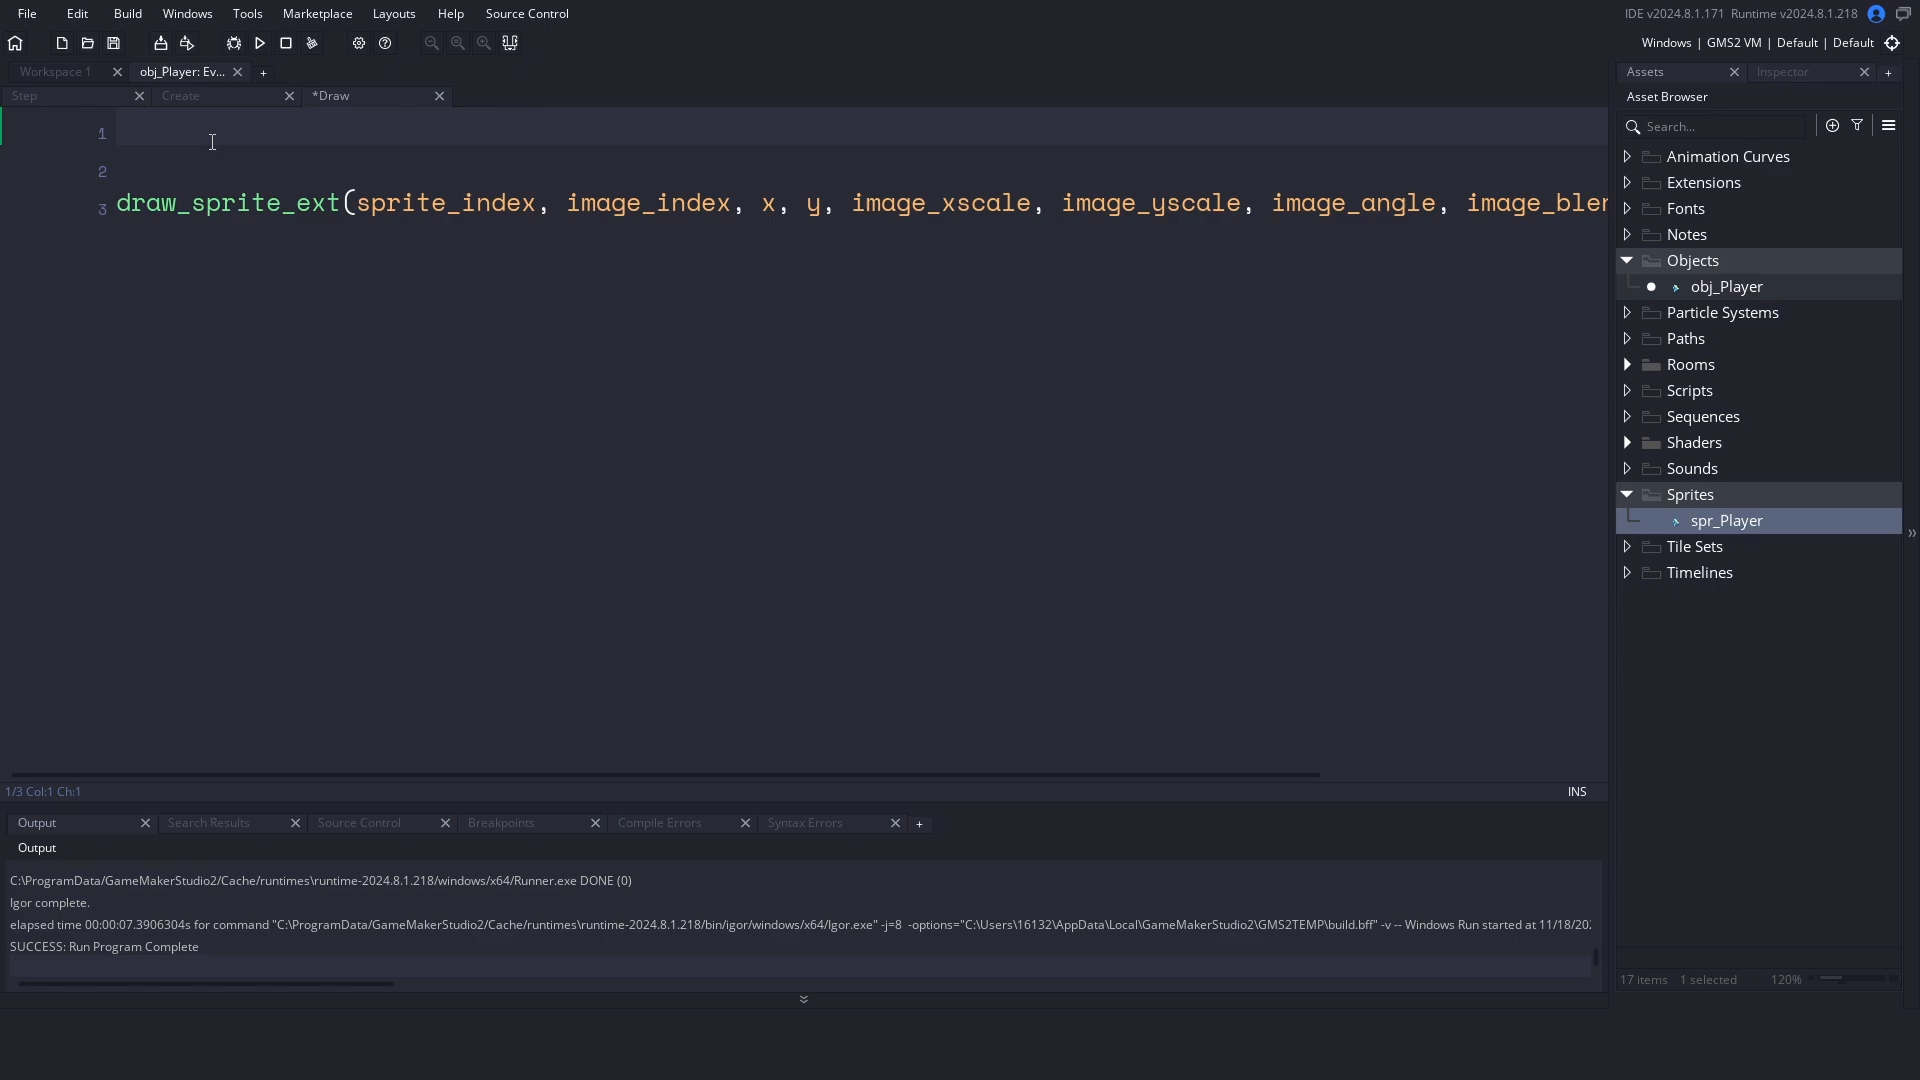 File Edit Build Windows Tools Marketplace Layouts Help Source Control IDE v2024.8.1.171 Runtime v2024.8.1.218
Windows | GMS2 VM | Default | Default
Workspace 1 obj_Player: Ev... +
Step Create *Draw
1
2
3 draw_sprite_ext(sprite_index, image_index, x, y, image_xscale, image_yscale, image_angle, image_blen
1/3 Col:1 Ch:1 INS
Output Search Results Source Control Breakpoints Compile Errors Syntax Errors +
Output
C:\ProgramData/GameMakerStudio2/Cache/runtimes\runtime-2024.8.1.218/windows/x64/Runner.exe DONE (0)
Igor complete.
elapsed time 00:00:07.3906304s for command "C:\ProgramData/GameMakerStudio2/Cache/runtimes\runtime-2024.8.1.218/bin/igor/windows/x64/Igor.exe" -j=8 -options="C:\Users\16132\AppData\Local\GameMakerStudio2\GMS2TEMP\build.bff" -v -- Windows Run started at 11/18/202
SUCCESS: Run Program Complete
Assets Inspector +
Asset Browser
Search...
Animation Curves
Extensions
Fonts
Notes
Objects
obj_Player
Particle Systems
Paths
Rooms
Scripts
Sequences
Shaders
Sounds
Sprites
spr_Player
Tile Sets
Timelines
17 items 1 selected 120%